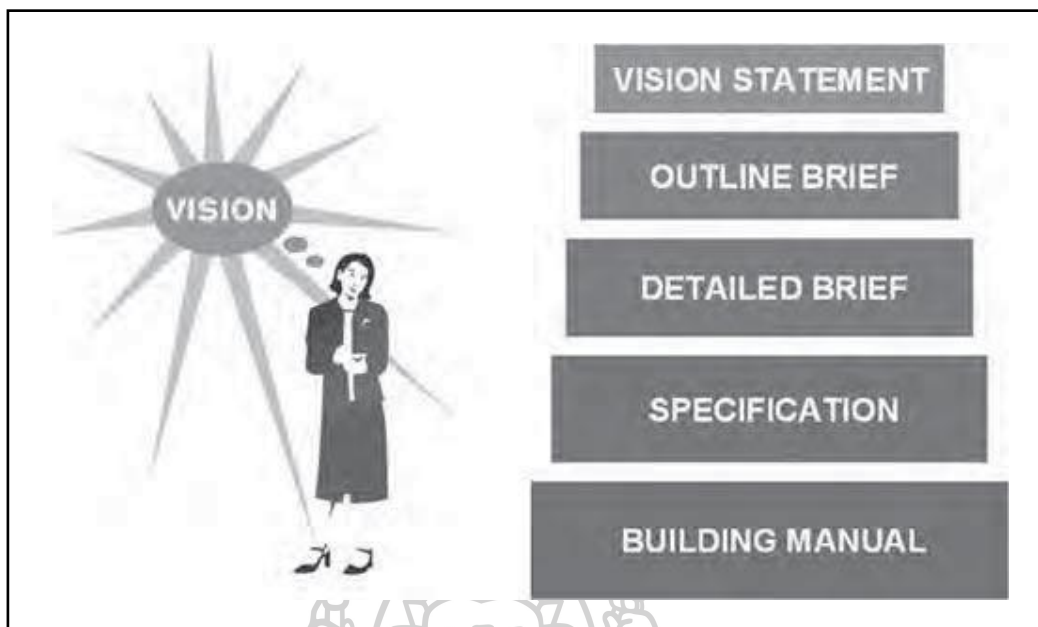 VISION
VISION STATEMENT
OUTLINE BRIEF
DETAILED BRIEF
SPECIFICATION
BUILDING MANUAL